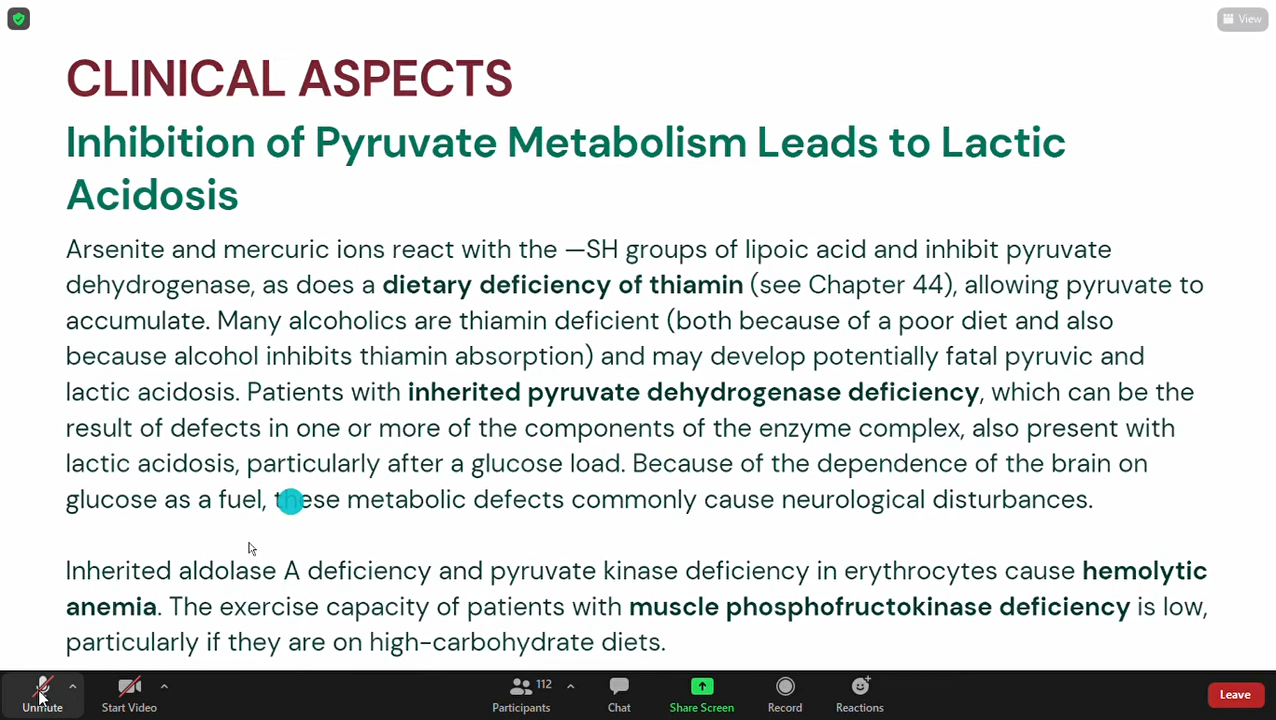 View
CLINICAL ASPECTS
Inhibition of Pyruvate Metabolism Leads to Lactic
Acidosis
Arsenite and mercuric ions react with the —SH groups of lipoic acid and inhibit pyruvate
dehydrogenase, as does a dietary deficiency of thiamin (see Chapter 44), allowing pyruvate to
accumulate. Many alcoholics are thiamin deficient (both because of a poor diet and also
because alcohol inhibits thiamin absorption) and may develop potentially fatal pyruvic and
lactic acidosis. Patients with inherited pyruvate dehydrogenase deficiency, which can be the
result of defects in one or more of the components of the enzyme complex, also present with
lactic acidosis, particularly after a glucose load. Because of the dependence of the brain on
glucose as a fuel, these metabolic defects commonly cause neurological disturbances.
Inherited aldolase A deficiency and pyruvate kinase deficiency in erythrocytes cause hemolytic
anemia. The exercise capacity of patients with muscle phosphofructokinase deficiency is low,
particularly if they are on high-carbohydrate diets.
Unmute
Start Video
112
Participants
Chat
Share Screen
Record
Reactions
Leave